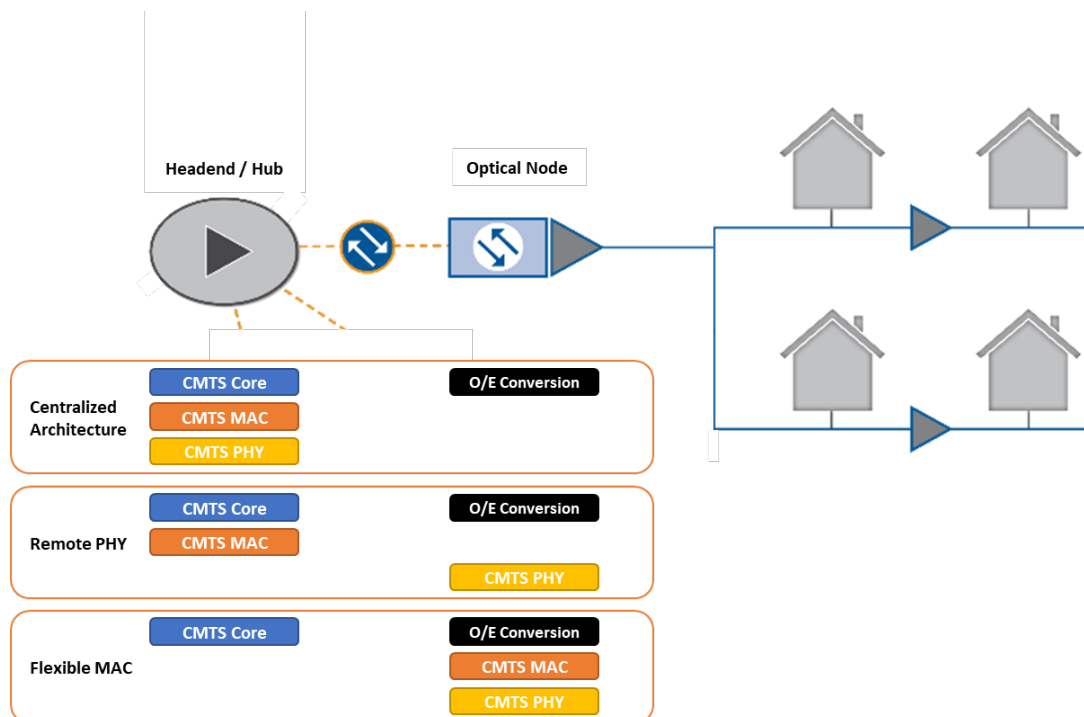 Headend / Hub
Optical Node
Centralized
Architecture
CMTS Core
CMTS MAC
CMTS PHY
O/E Conversion
Remote PHY
CMTS Core
CMTS MAC
O/E Conversion
CMTS PHY
Flexible MAC
CMTS Core
O/E Conversion
CMTS MAC
CMTS PHY